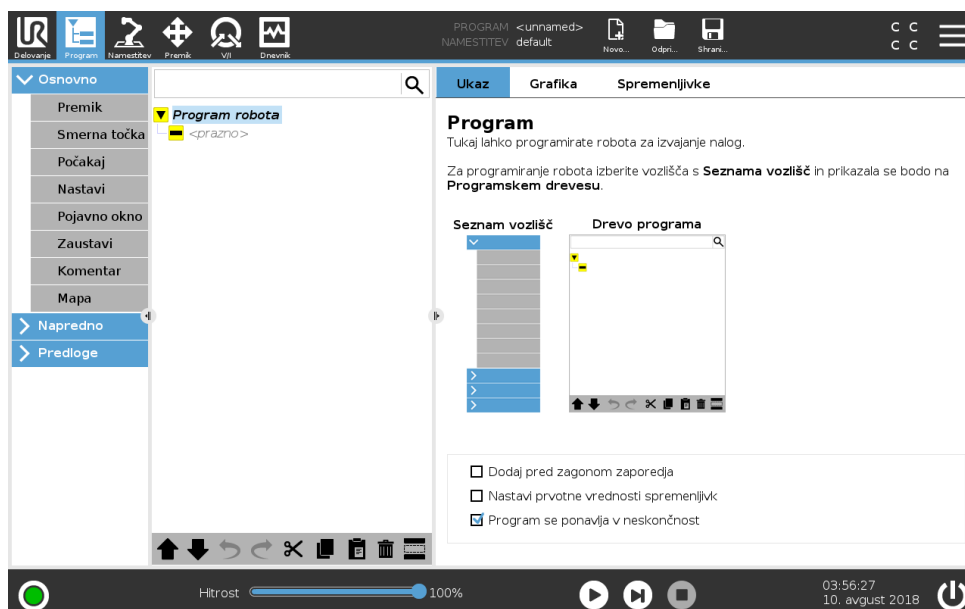 PROGRAM <unnamed>
NAMESTITEV default
C C
C C
Delovanje Program Namestitev Premik V/I Dnevnik Novo... Odpri... Shrani...
Osnovno
Premik
Smerna točka
Počakaj
Nastavi
Pojavno okno
Zaustavi
Komentar
Mapa
Napredno
Predloge
Program robota
<prazno>
Ukaz Grafika Spremenljivke
Program
Tukaj lahko programirate robota za izvajanje nalog.
Za programiranje robota izberite vozlišča s Seznama vozlišč in prikazala se bodo na
Programskem drevesu.
Seznam vozlišč Drevo programa
Dodaj pred zagonom zaporedja
Nastavi prvotne vrednosti spremenljivk
Program se ponavlja v neskončnost
Hitrost 100%
03:56:27
10. avgust 2018